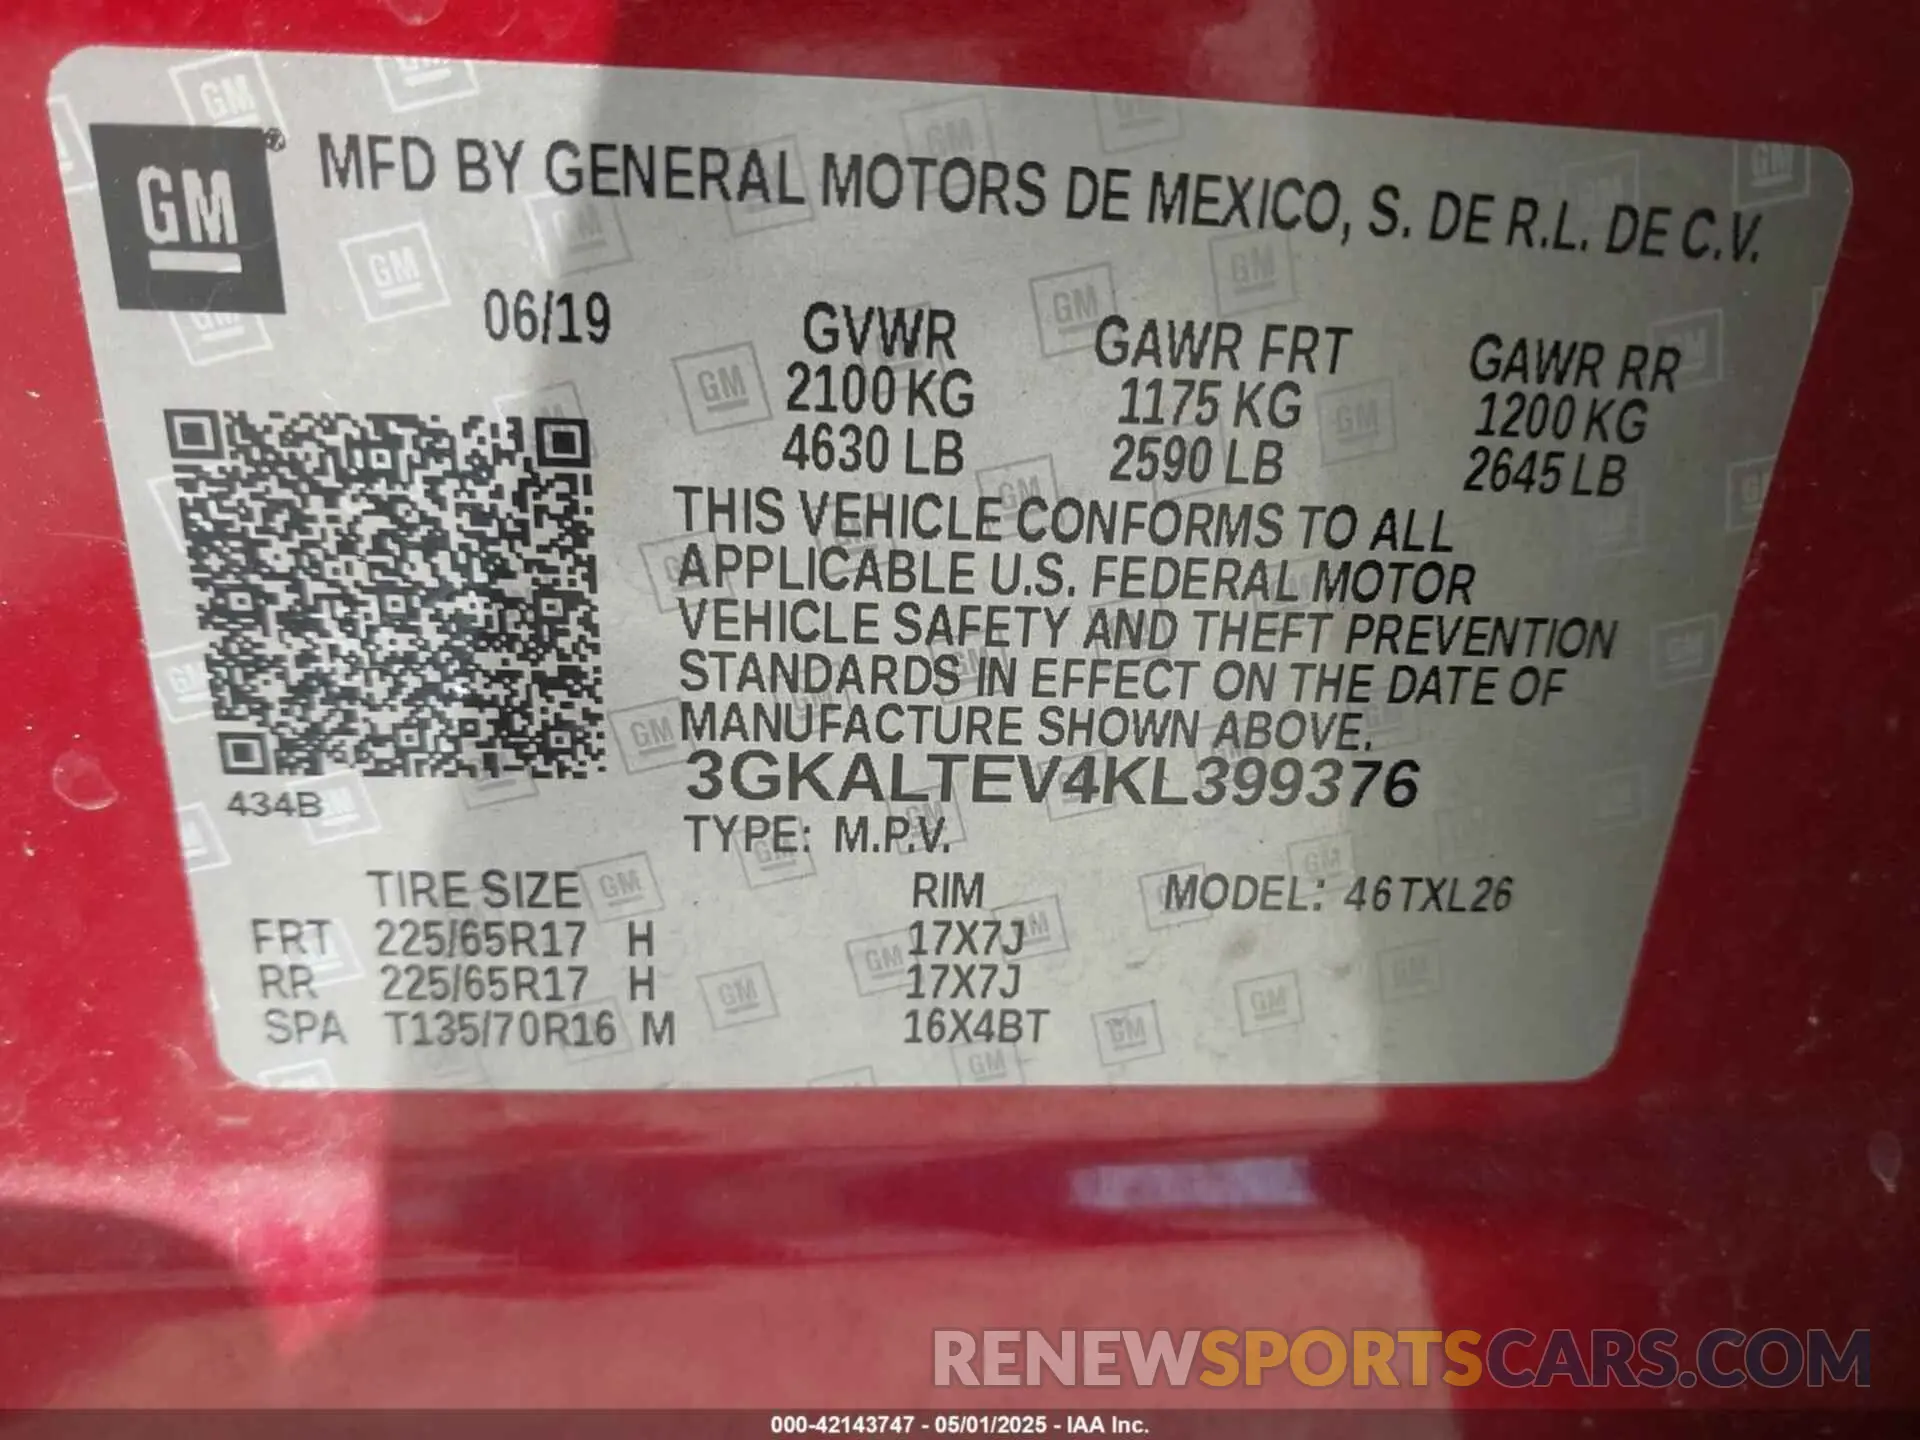 GM
MFD BY GENERAL MOTORS DE MEXICO, S. DE R.L. DE C.V.
06/19 GVWR GAWR FRT GAWR RR
2100 KG 1175 KG 1200 KG
4630 LB 2590 LB 2645 LB
THIS VEHICLE CONFORMS TO ALL
APPLICABLE U.S. FEDERAL MOTOR
VEHICLE SAFETY AND THEFT PREVENTION
STANDARDS IN EFFECT ON THE DATE OF
MANUFACTURE SHOWN ABOVE.
3GKALTEV4KL399376
434B
TYPE: M.P.V.
TIRE SIZE RIM MODEL: 46TXL26
FRT 225/65R17 H 17X7J
RR 225/65R17 H 17X7J
SPA T135/70R16 M 16X4BT
RENEWSPORTSCARS.COM
000-42143747 - 05/01/2025 - IAA Inc.